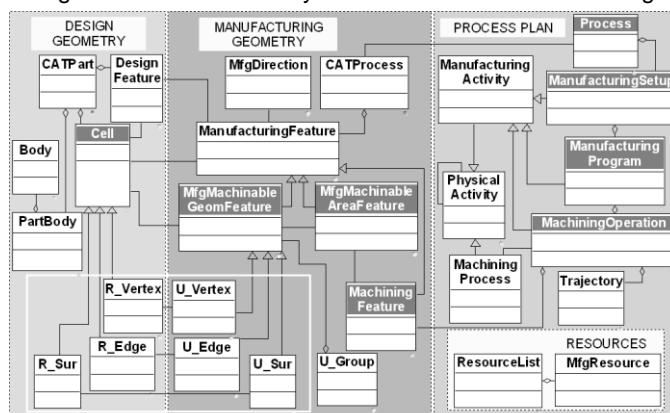 DESIGN
GEOMETRY
CATPart
Design
Feature
Cell
Body
PartBody
R_Vertex
R_Edge
R_Sur
MANUFACTURING
GEOMETRY
MfgDirection
CATProcess
ManufacturingFeature
MfgMachinable
GeomFeature
MfgMachinable
AreaFeature
Machining
Feature
U_Vertex
U_Edge
U_Sur
U_Group
PROCESS PLAN
Process
Manufacturing
Activity
ManufacturingSetup
Manufacturing
Program
Physical
Activity
MachiningOperation
Machining
Process
Trajectory
RESOURCES
ResourceList
MfgResource